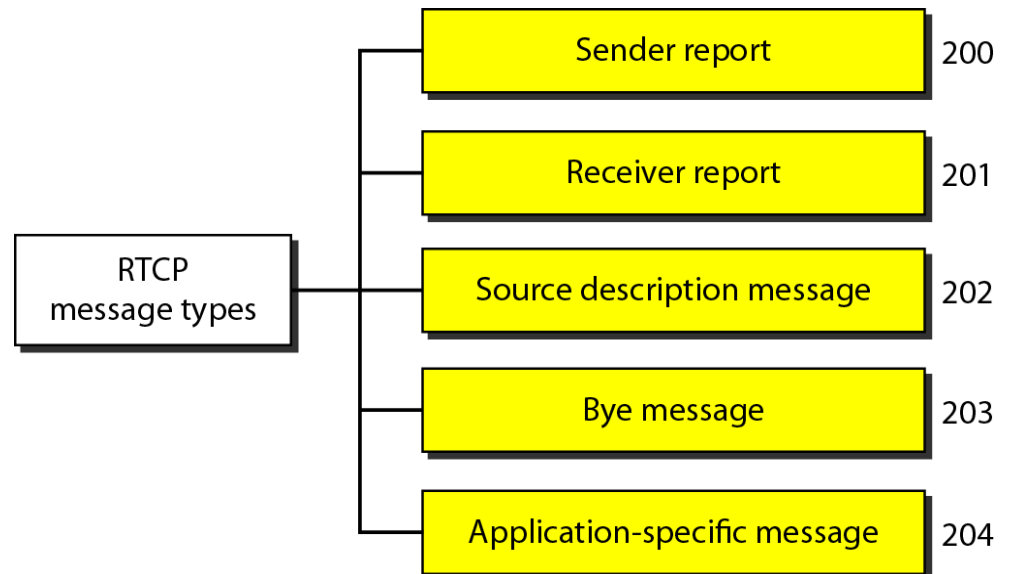 Sender report 200
Receiver report 201
RTCP
message types
Source description message 202
Bye message 203
Application-specific message 204